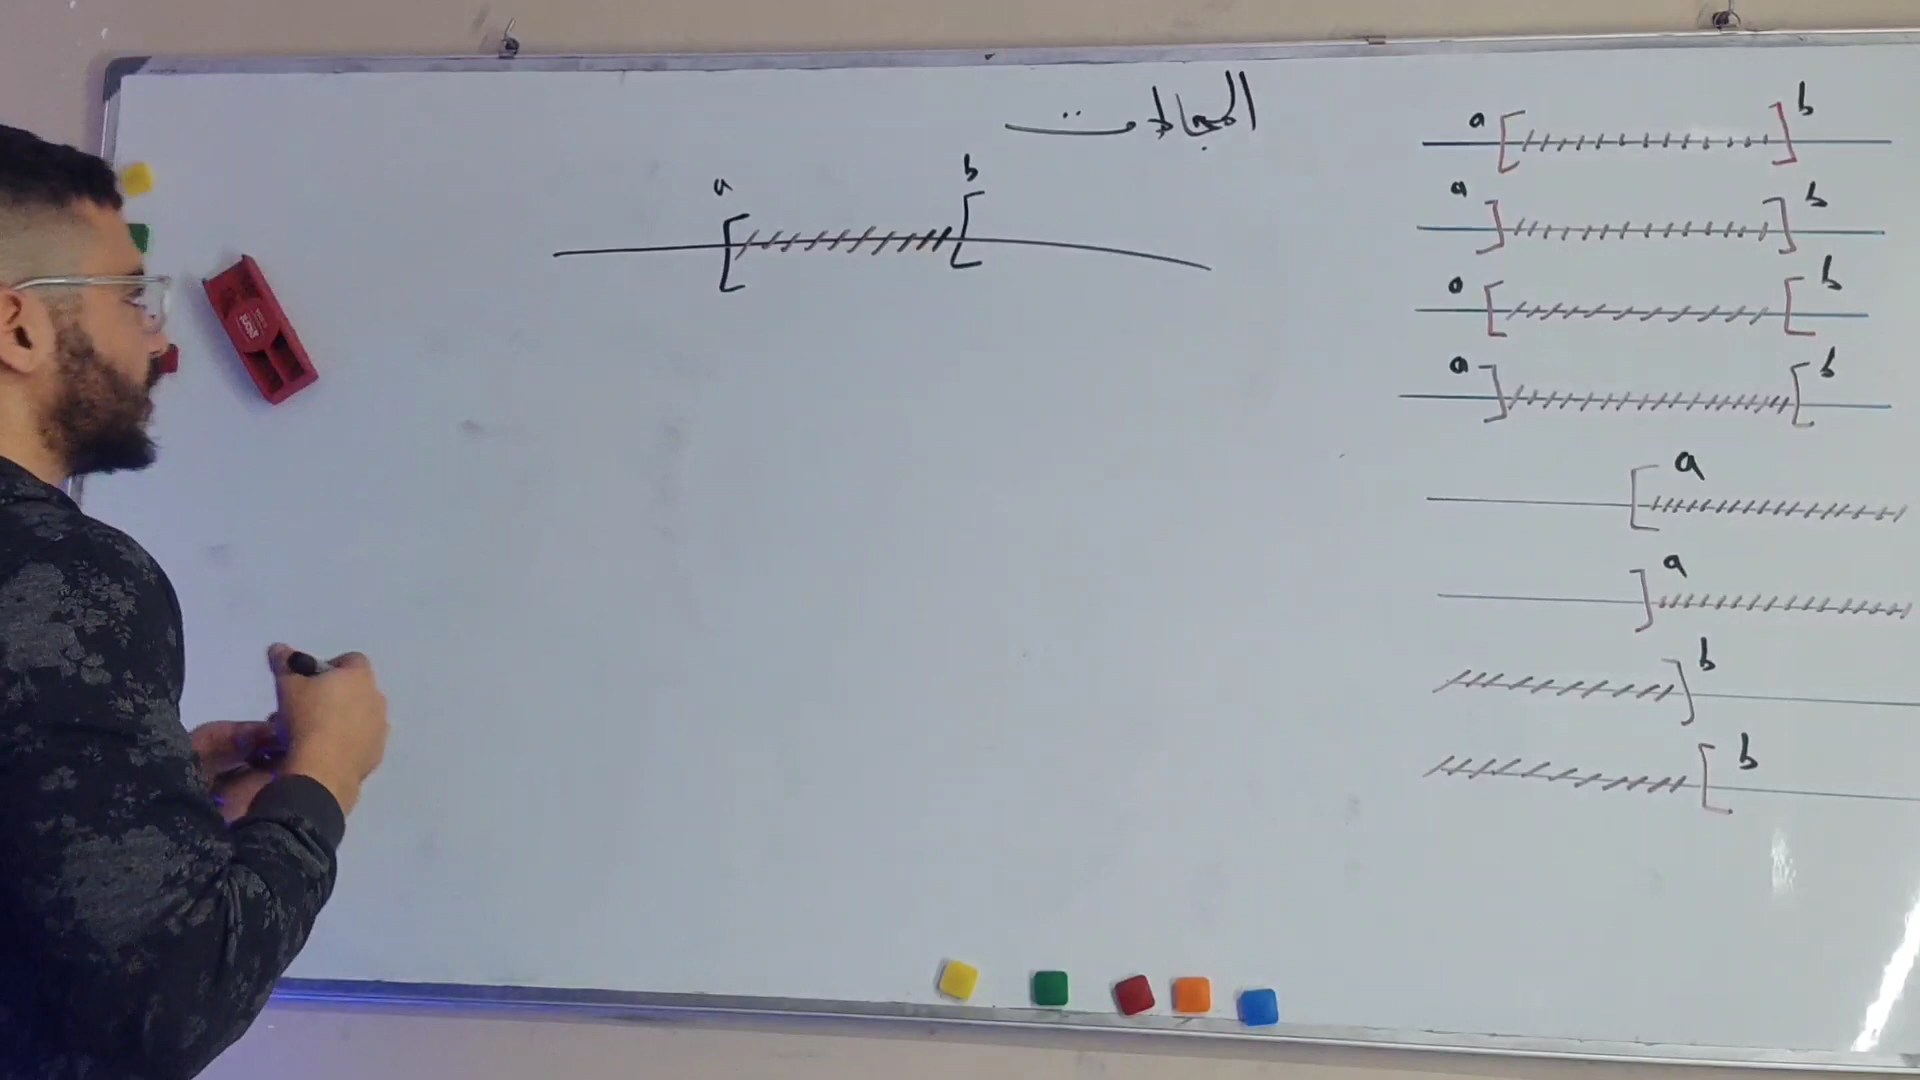 المجالات
a [ b [
a [ b ]
a ] b ]
a [ b [
a ] b [
[ a
] a
] b
[ b